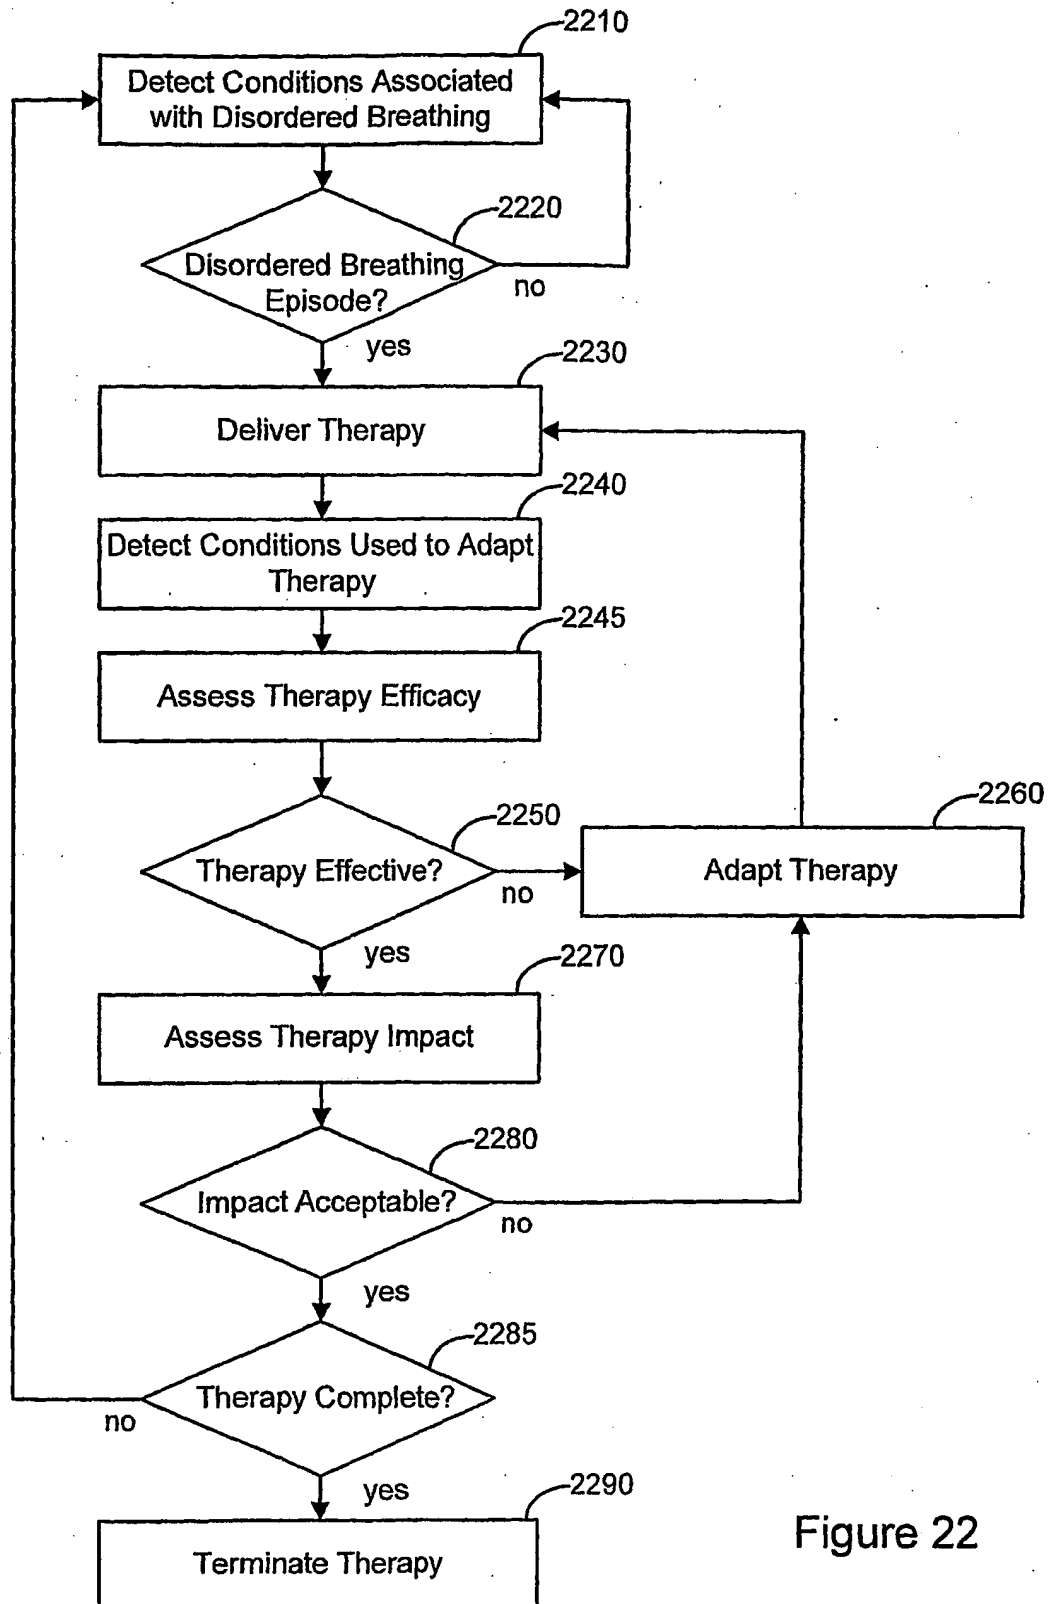 2210
Detect Conditions Associated
with Disordered Breathing
2220
Disordered Breathing
Episode?
no
yes
2230
Deliver Therapy
2240
Detect Conditions Used to Adapt
Therapy
2245
Assess Therapy Efficacy
2250
2260
Therapy Effective?
Adapt Therapy
no
yes
2270
Assess Therapy Impact
2280
Impact Acceptable?
no
yes
2285
Therapy Complete?
no
yes
2290
Figure 22
Terminate Therapy